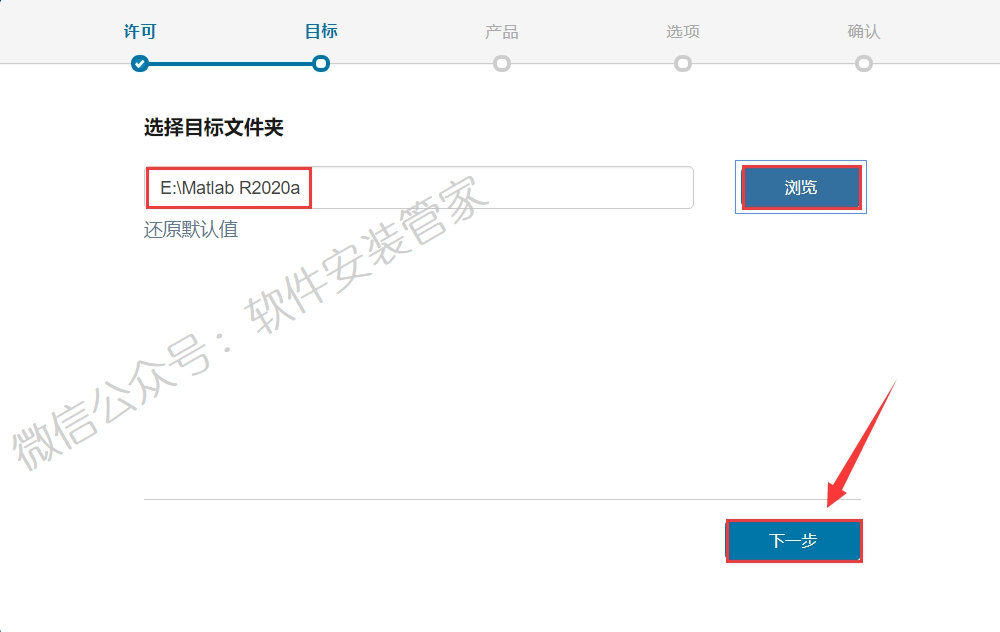 许可
目标
产品
选项
确认
选择目标文件夹
E:\Matlab R2020a
浏览
还原默认值
微信公众号：软件安装管家
下一步